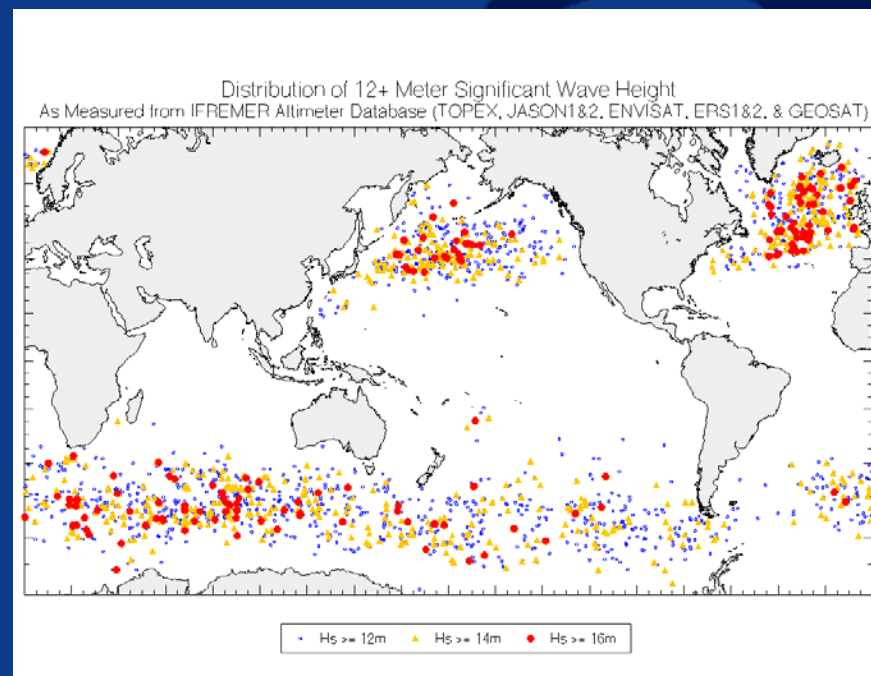 Distribution of 12+ Meter Significant Wave Height
As Measured from IFREMER Altimeter Database (TOPEX, JASON1&2, ENVISAT, ERS1&2, & GEOSAT)
Hs >= 12m Hs >= 14m Hs >= 16m